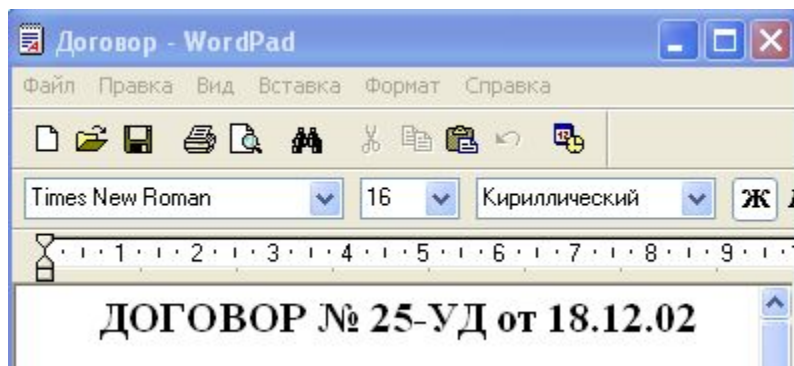 Договор - WordPad
Файл Правка Вид Вставка Формат Справка
Times New Roman 16 Кириллический Ж
1 2 3 4 5 6 7 8 9
ДОГОВОР № 25-УД от 18.12.02